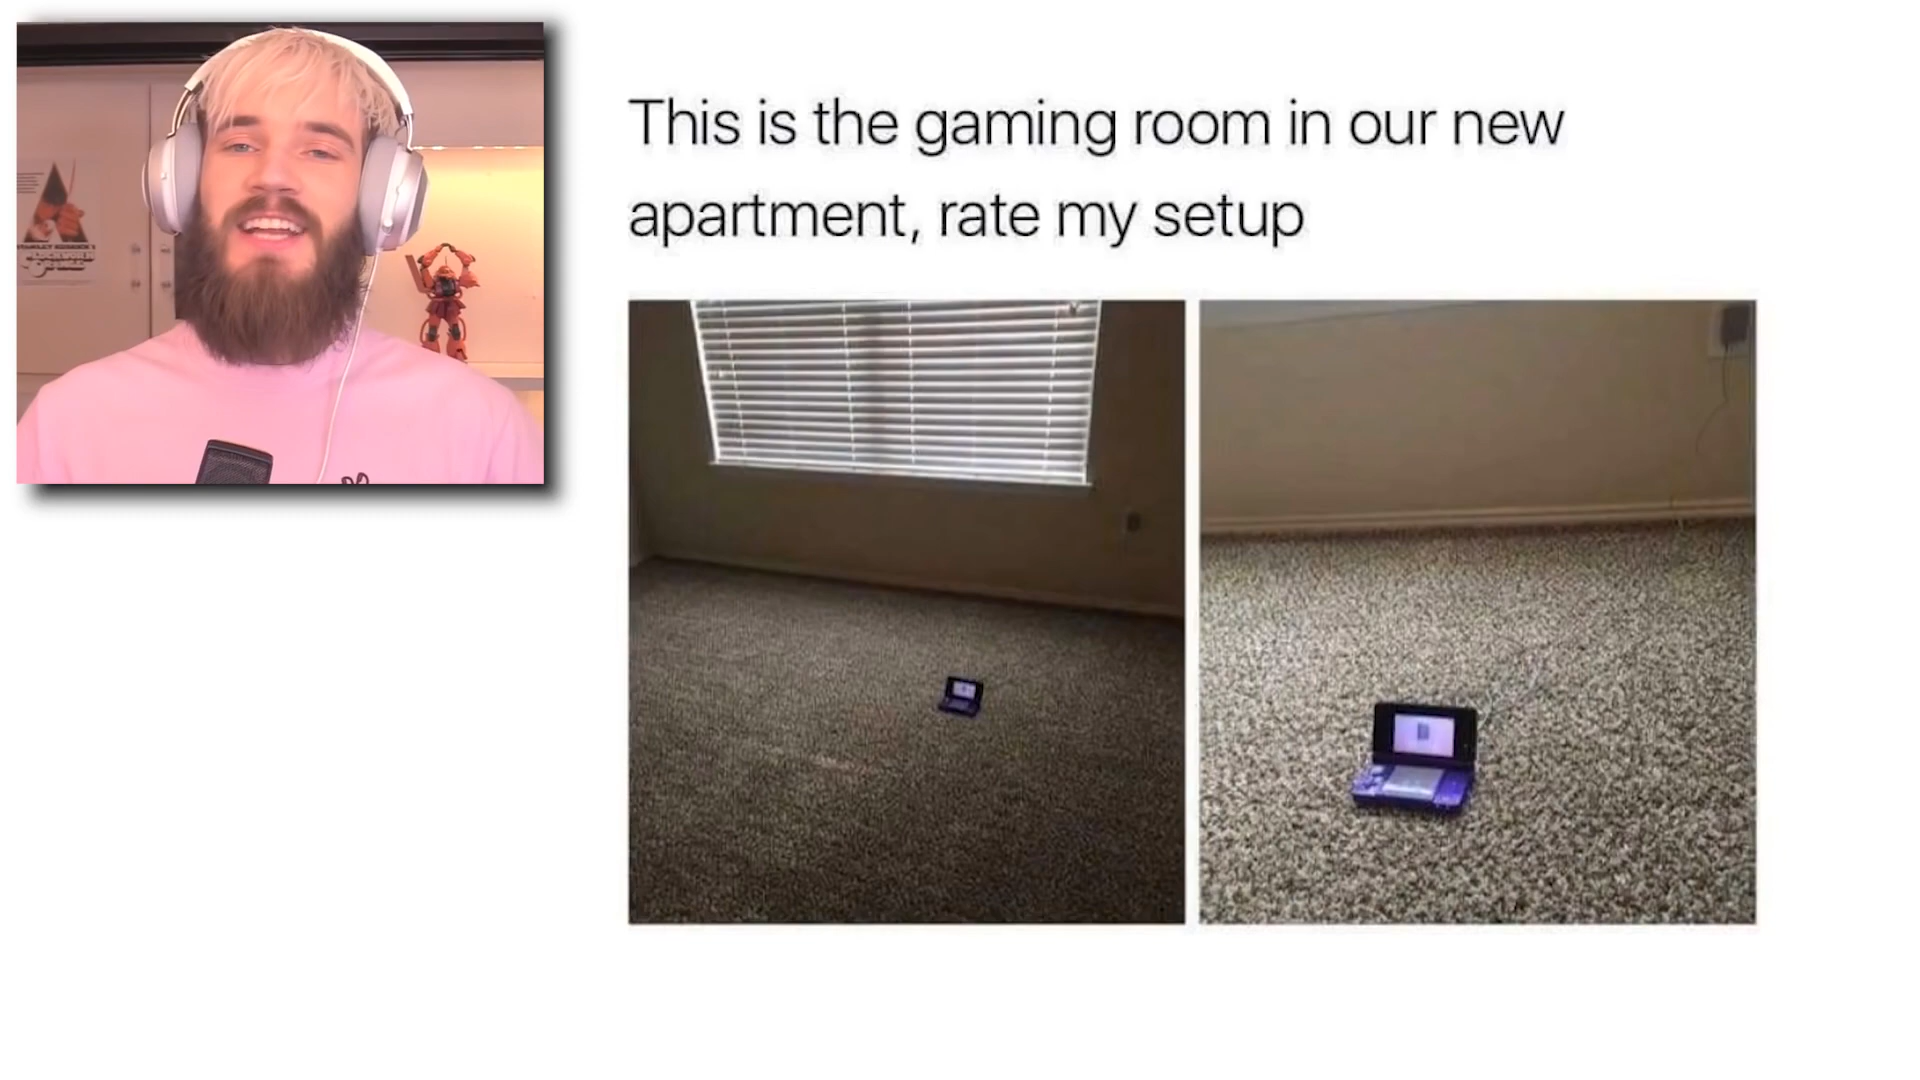 This is the gaming room in our new
apartment, rate my setup